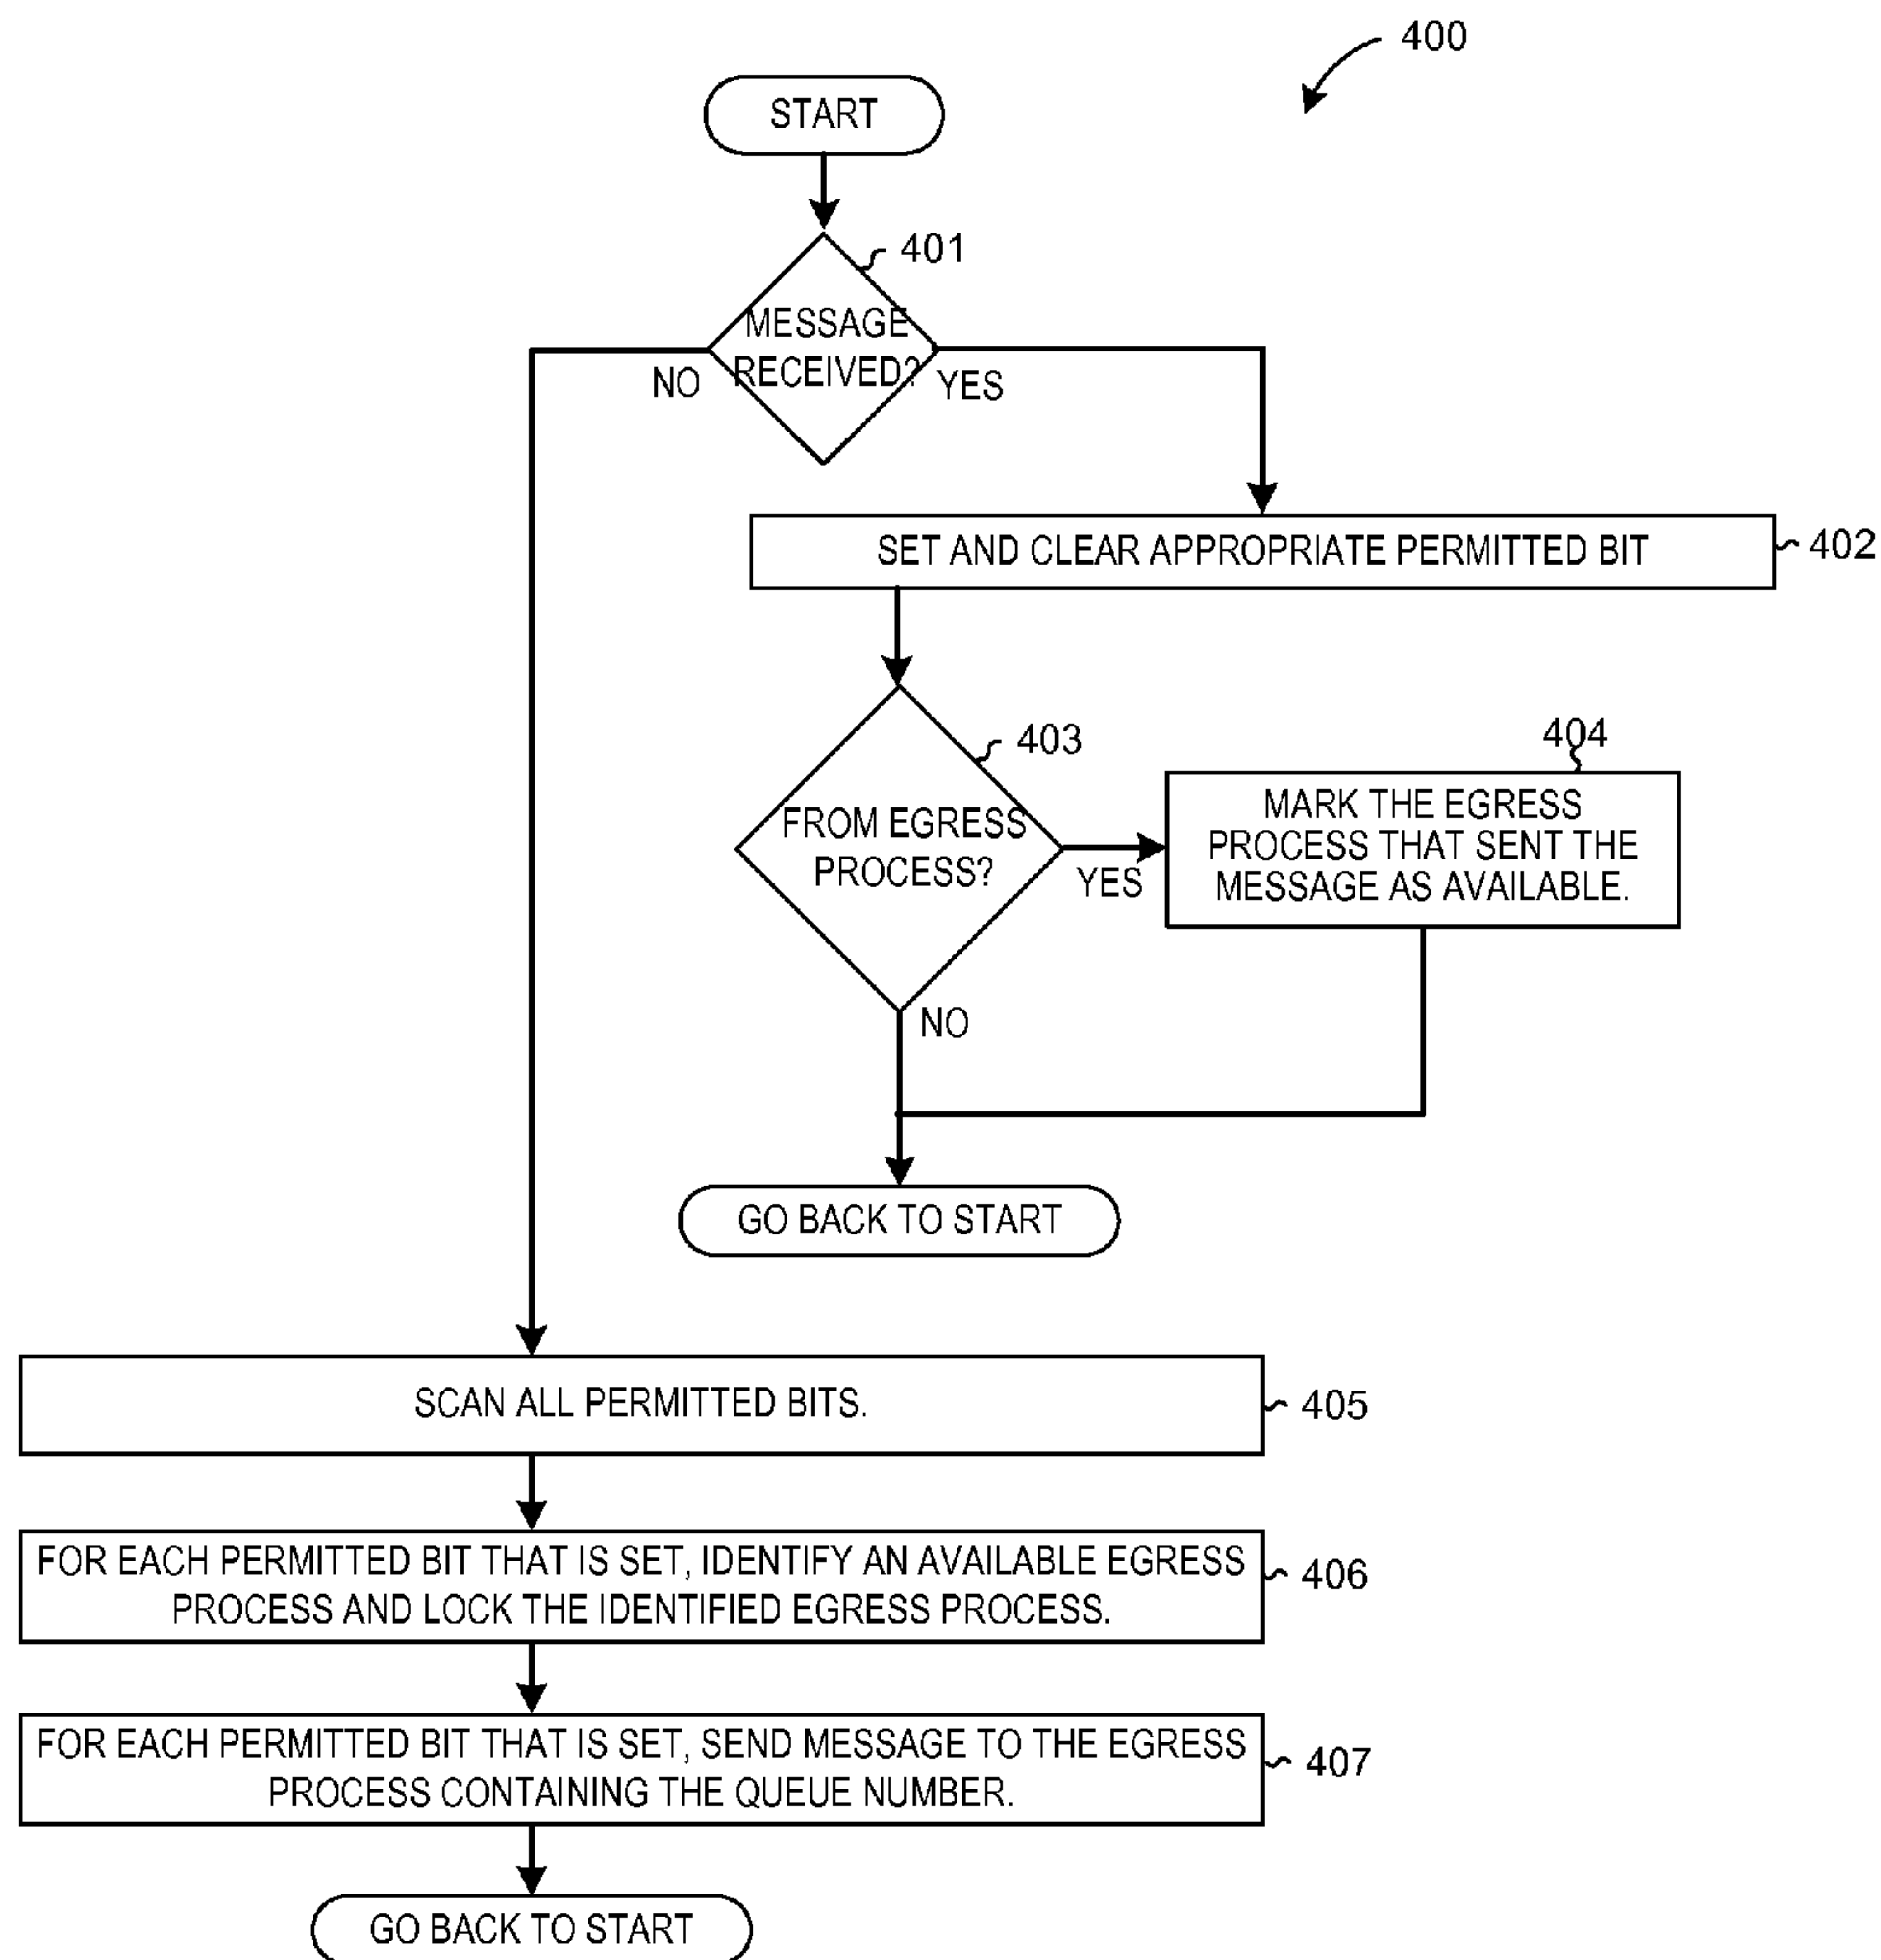 400
START
401
MESSAGE
RECEIVED?
NO
YES
SET AND CLEAR APPROPRIATE PERMITTED BIT
402
403
FROM EGRESS
PROCESS?
YES
404
MARK THE EGRESS
PROCESS THAT SENT THE
MESSAGE AS AVAILABLE.
NO
GO BACK TO START
SCAN ALL PERMITTED BITS.
405
FOR EACH PERMITTED BIT THAT IS SET, IDENTIFY AN AVAILABLE EGRESS
PROCESS AND LOCK THE IDENTIFIED EGRESS PROCESS.
406
FOR EACH PERMITTED BIT THAT IS SET, SEND MESSAGE TO THE EGRESS
PROCESS CONTAINING THE QUEUE NUMBER.
407
GO BACK TO START